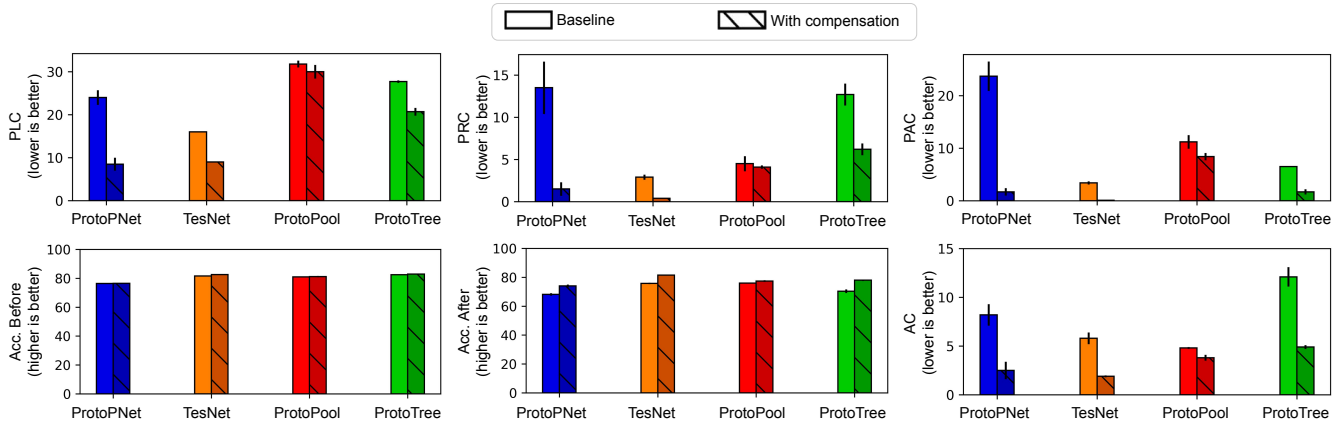 Baseline
With compensation
PLC
(lower is better)
30
20
10
0
ProtoPNet
TesNet
ProtoPool
ProtoTree
PRC
(lower is better)
15
10
5
0
ProtoPNet
TesNet
ProtoPool
ProtoTree
PAC
(lower is better)
20
10
0
ProtoPNet
TesNet
ProtoPool
ProtoTree
Acc. Before
(higher is better)
100
80
60
40
20
0
ProtoPNet
TesNet
ProtoPool
ProtoTree
Acc. After
(higher is better)
100
80
60
40
20
0
ProtoPNet
TesNet
ProtoPool
ProtoTree
AC
(lower is better)
15
10
5
0
ProtoPNet
TesNet
ProtoPool
ProtoTree